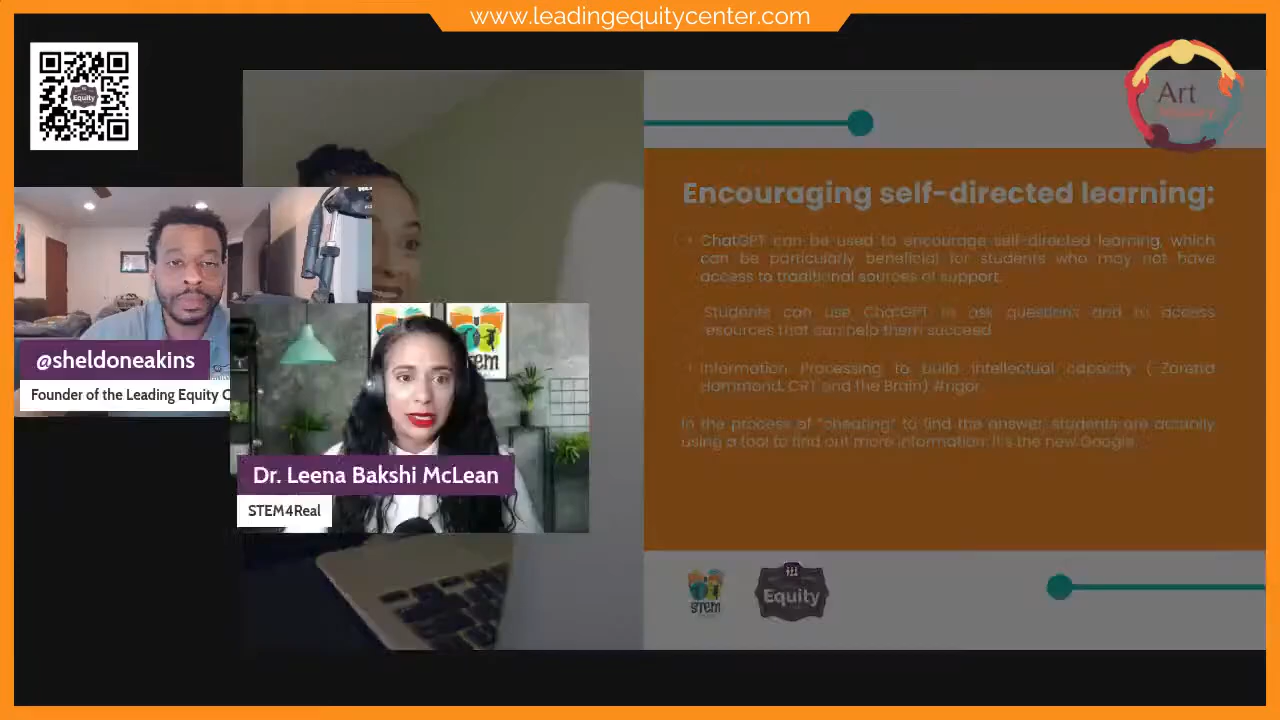 www.leadingequitycenter.com
Equity
Art
Encouraging self-directed learning:
ChatGPT can be used to encourage self-directed learning, which
can be particularly beneficial for students who may not have
access to traditional sources of support.
Students can use ChatGPT to ask questions and to access
resources that can help them succeed.
Information Processing to build intellectual capacity (Zaretta
Hammond, CRT and the Brain) #rigor
In the process of "cheating" to find the answer, students are actually
using a tool to find out more information. It's the new Google...
@sheldoneakins
Founder of the Leading Equity C
Dr. Leena Bakshi McLean
STEM4Real
STEM
Equity